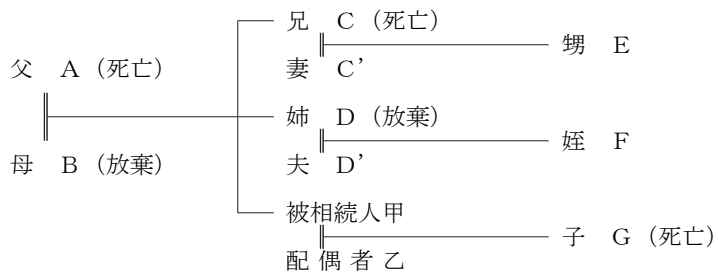 兄 C（死亡）
甥 E
妻 C’
父 A（死亡）
姉 D（放棄）
姪 F
夫 D’
母 B（放棄）
被相続人甲
子 G（死亡）
配偶者乙